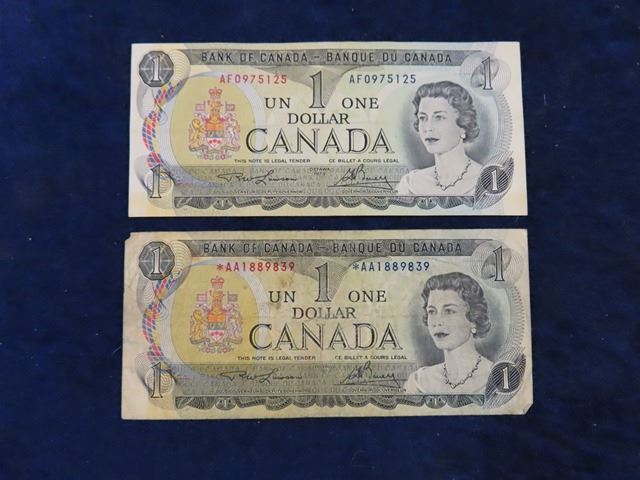 1 BANK OF CANADA – BANQUE DU CANADA 1
AF0975125 AF0975125
UN 1 ONE
DOLLAR
CANADA
THIS NOTE IS LEGAL TENDER OTTAWA 1973 CE BILLET A COURS LEGAL
1 1
1 BANK OF CANADA – BANQUE DU CANADA 1
*AA1889839 *AA1889839
UN 1 ONE
DOLLAR
CANADA
THIS NOTE IS LEGAL TENDER CE BILLET A COURS LEGAL
1 1